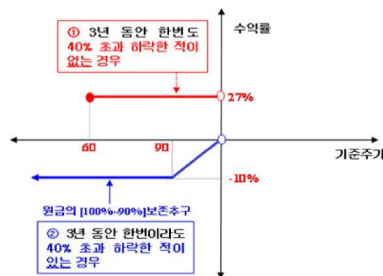 ① 3년 동안 한번도
40% 초과 하락한 적이
없는 경우
수익률
27%
60
90
기준주가
-10%
원금의 [100%~90%]보존추구
② 3년 동안 한번이라도
40% 초과 하락한 적이
있는 경우